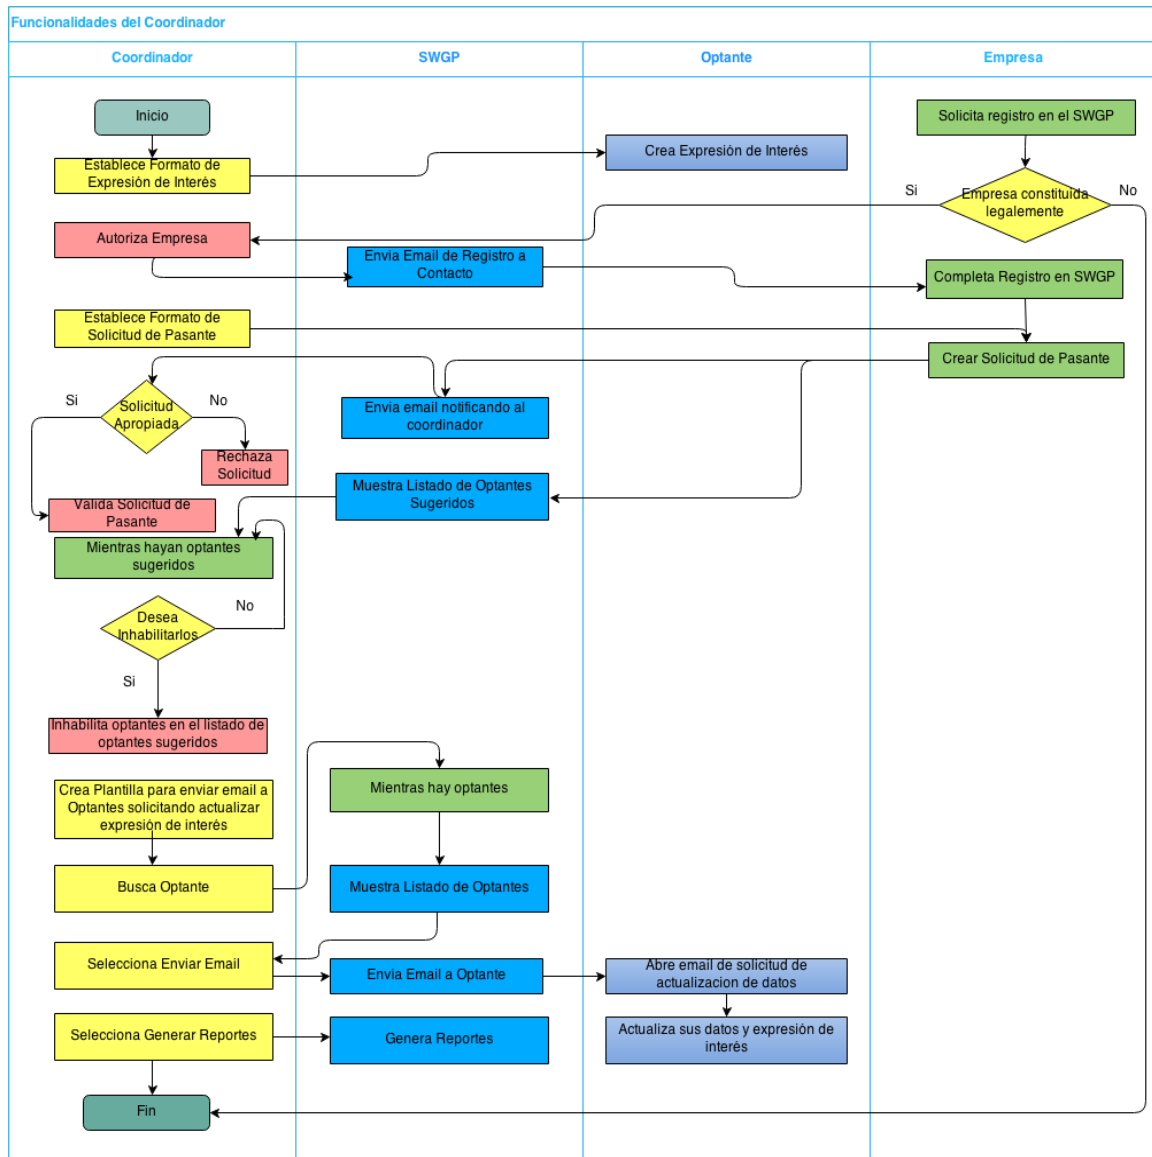 Funcionalidades del Coordinador
Coordinador
SWGP
Optante
Empresa
Inicio
Solicita registro en el SWGP
Establece Formato de
Expresión de Interés
Crea Expresión de Interés
Si
Empresa constituida
legalemente
No
Autoriza Empresa
Envia Email de Registro a
Contacto
Completa Registro en SWGP
Establece Formato de
Solicitud de Pasante
Crear Solicitud de Pasante
Si
Solicitud
Apropiada
No
Envia email notificando al
coordinador
Rechaza
Solicitud
Muestra Listado de Optantes
Sugeridos
Valida Solicitud de
Pasante
Mientras hayan optantes
sugeridos
Desea
Inhabilitarlos
No
Si
Inhabilita optantes en el listado de
optantes sugeridos
Crea Plantilla para enviar email a
Optantes solicitando actualizar
expresión de interés
Mientras hay optantes
Busca Optante
Muestra Listado de Optantes
Selecciona Enviar Email
Envia Email a Optante
Abre email de solicitud de
actualizacion de datos
Selecciona Generar Reportes
Genera Reportes
Actualiza sus datos y expresión de
interés
Fin